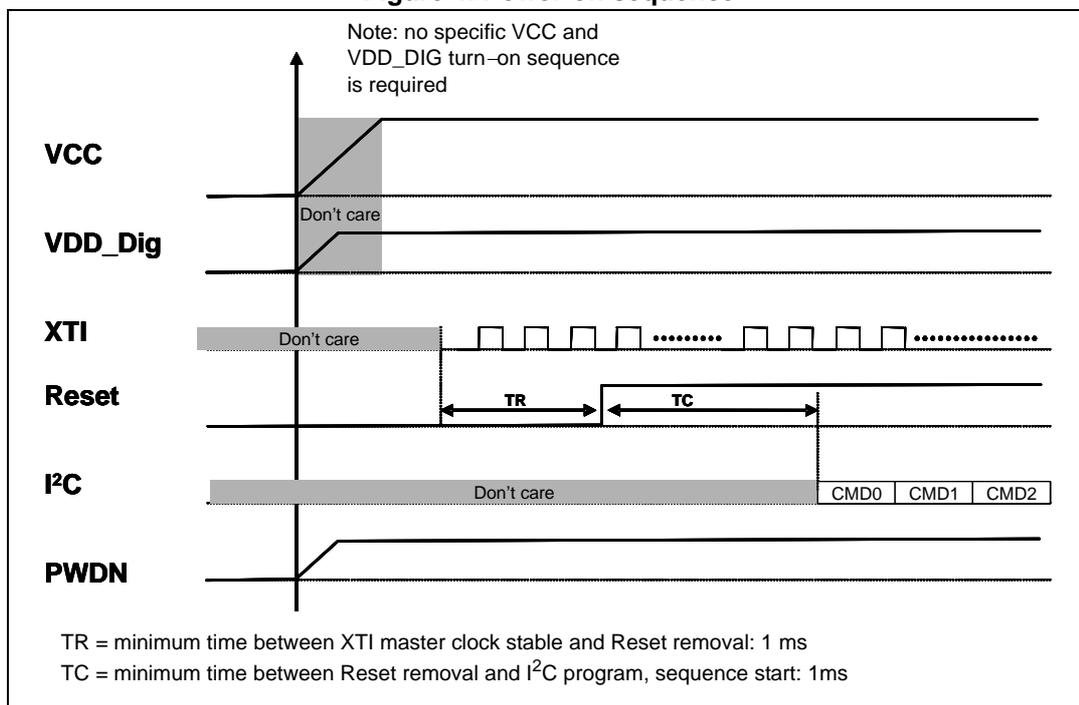 Note: no specific VCC and
VDD_DIG turn–on sequence
is required
VCC
Don't care
VDD_Dig
XTI
Don't care
Reset
TR
TC
I²C
Don't care
CMD0 CMD1 CMD2
PWDN
TR = minimum time between XTI master clock stable and Reset removal: 1 ms
TC = minimum time between Reset removal and I²C program, sequence start: 1ms